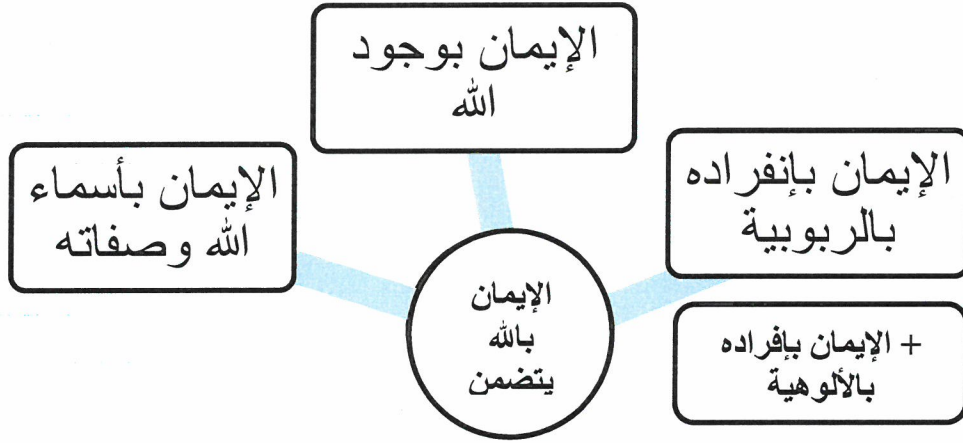 الإيمان بوجود
الله
الإيمان بإنفراده
بالربوبية
+ الإيمان بإفراده
بالألوهية
الإيمان بأسماء
الله وصفاته
الإيمان
بالله
يتضمن